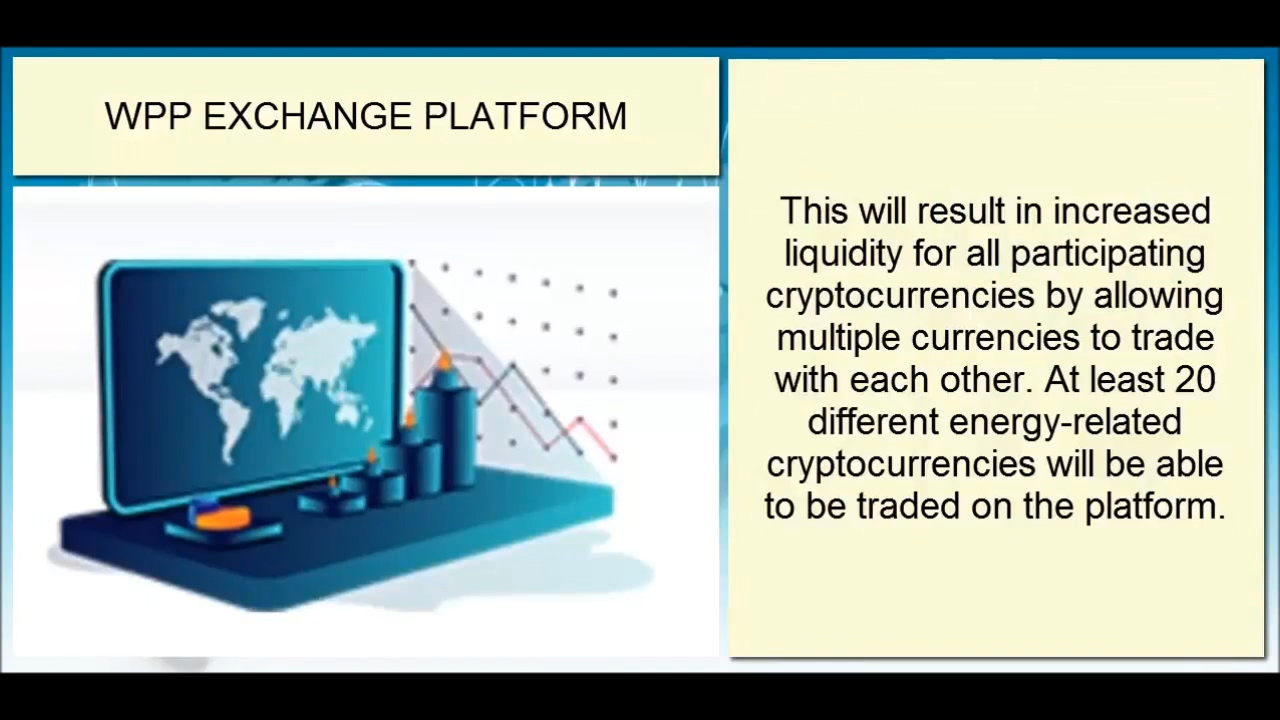 WPP EXCHANGE PLATFORM
This will result in increased
liquidity for all participating
cryptocurrencies by allowing
multiple currencies to trade
with each other. At least 20
different energy-related
cryptocurrencies will be able
to be traded on the platform.